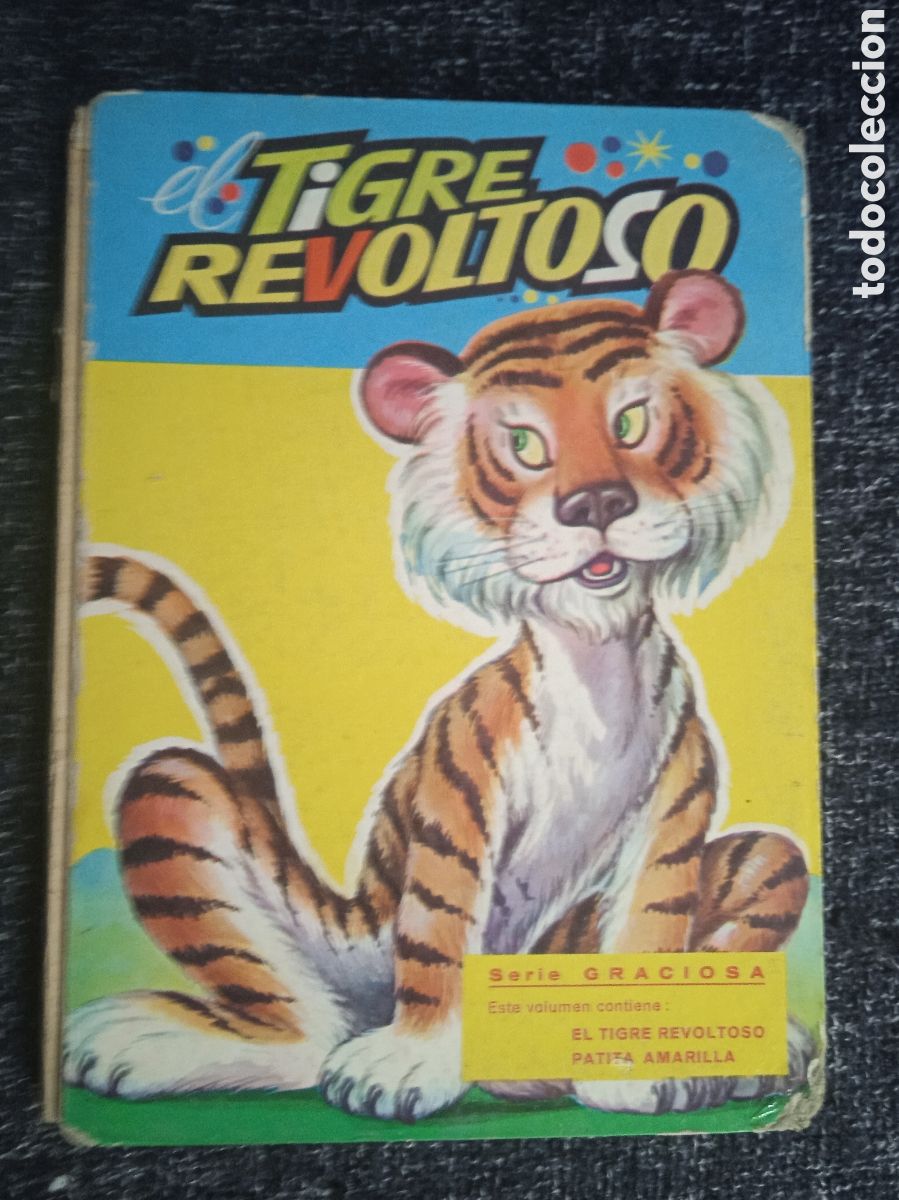 el TiGRE
REVOLTOSO
Serie GRACIOSA
Este volumen contiene:
EL TIGRE REVOLTOSO
PATITA AMARILLA
todocoleccion